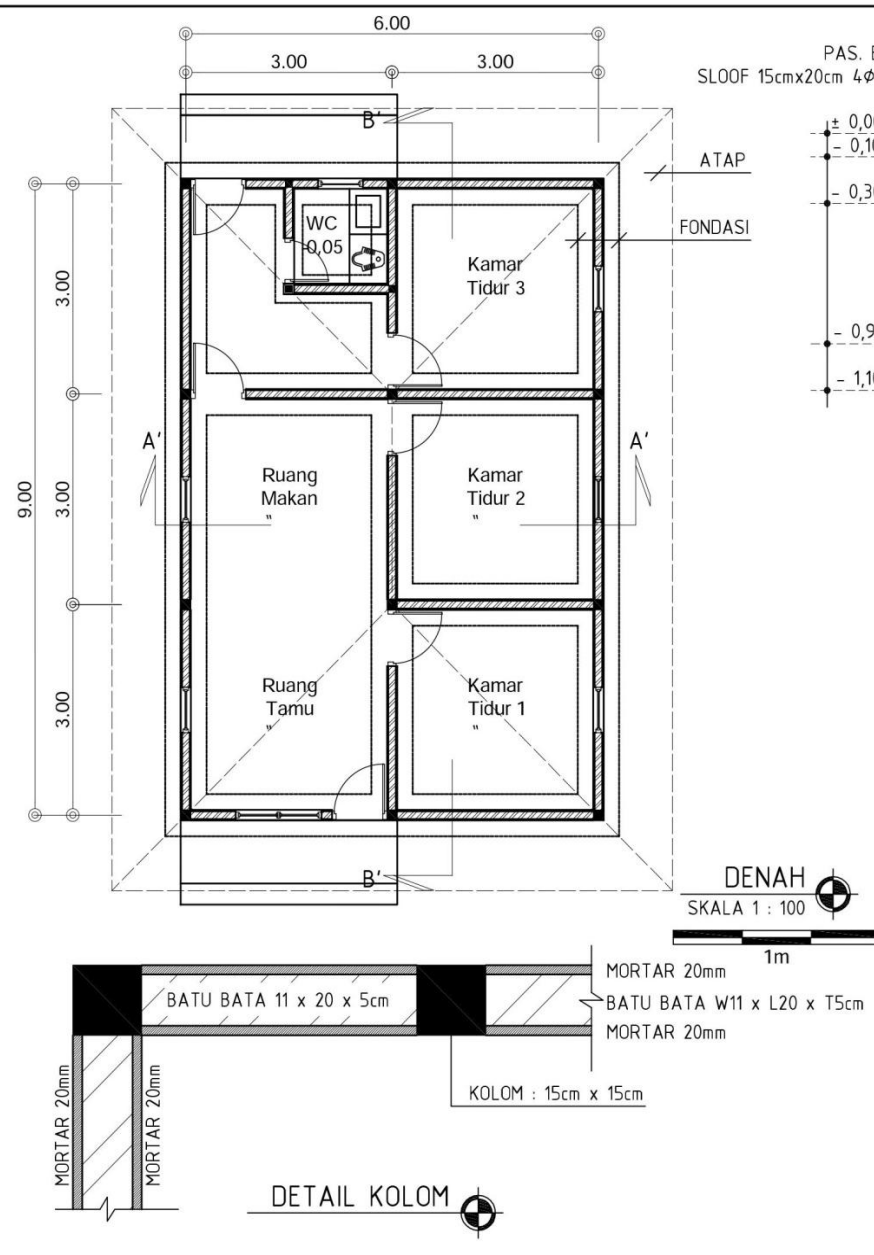 6.00
3.00
3.00
PAS. B
SLOOF 15cmx20cm 4Ø
± 0,0
- 0,10
- 0,30
- 0,9
- 1,10
ATAP
FONDASI
B'
WC
-0,05
Kamar
Tidur 3
3.00
A'
A'
9.00
3.00
Ruang
Makan
"
Kamar
Tidur 2
"
3.00
Ruang
Tamu
"
Kamar
Tidur 1
"
B'
DENAH
SKALA 1 : 100
1m
MORTAR 20mm
BATU BATA 11 x 20 x 5cm
BATU BATA W11 x L20 x T5cm
MORTAR 20mm
KOLOM : 15cm x 15cm
MORTAR 20mm
MORTAR 20mm
DETAIL KOLOM